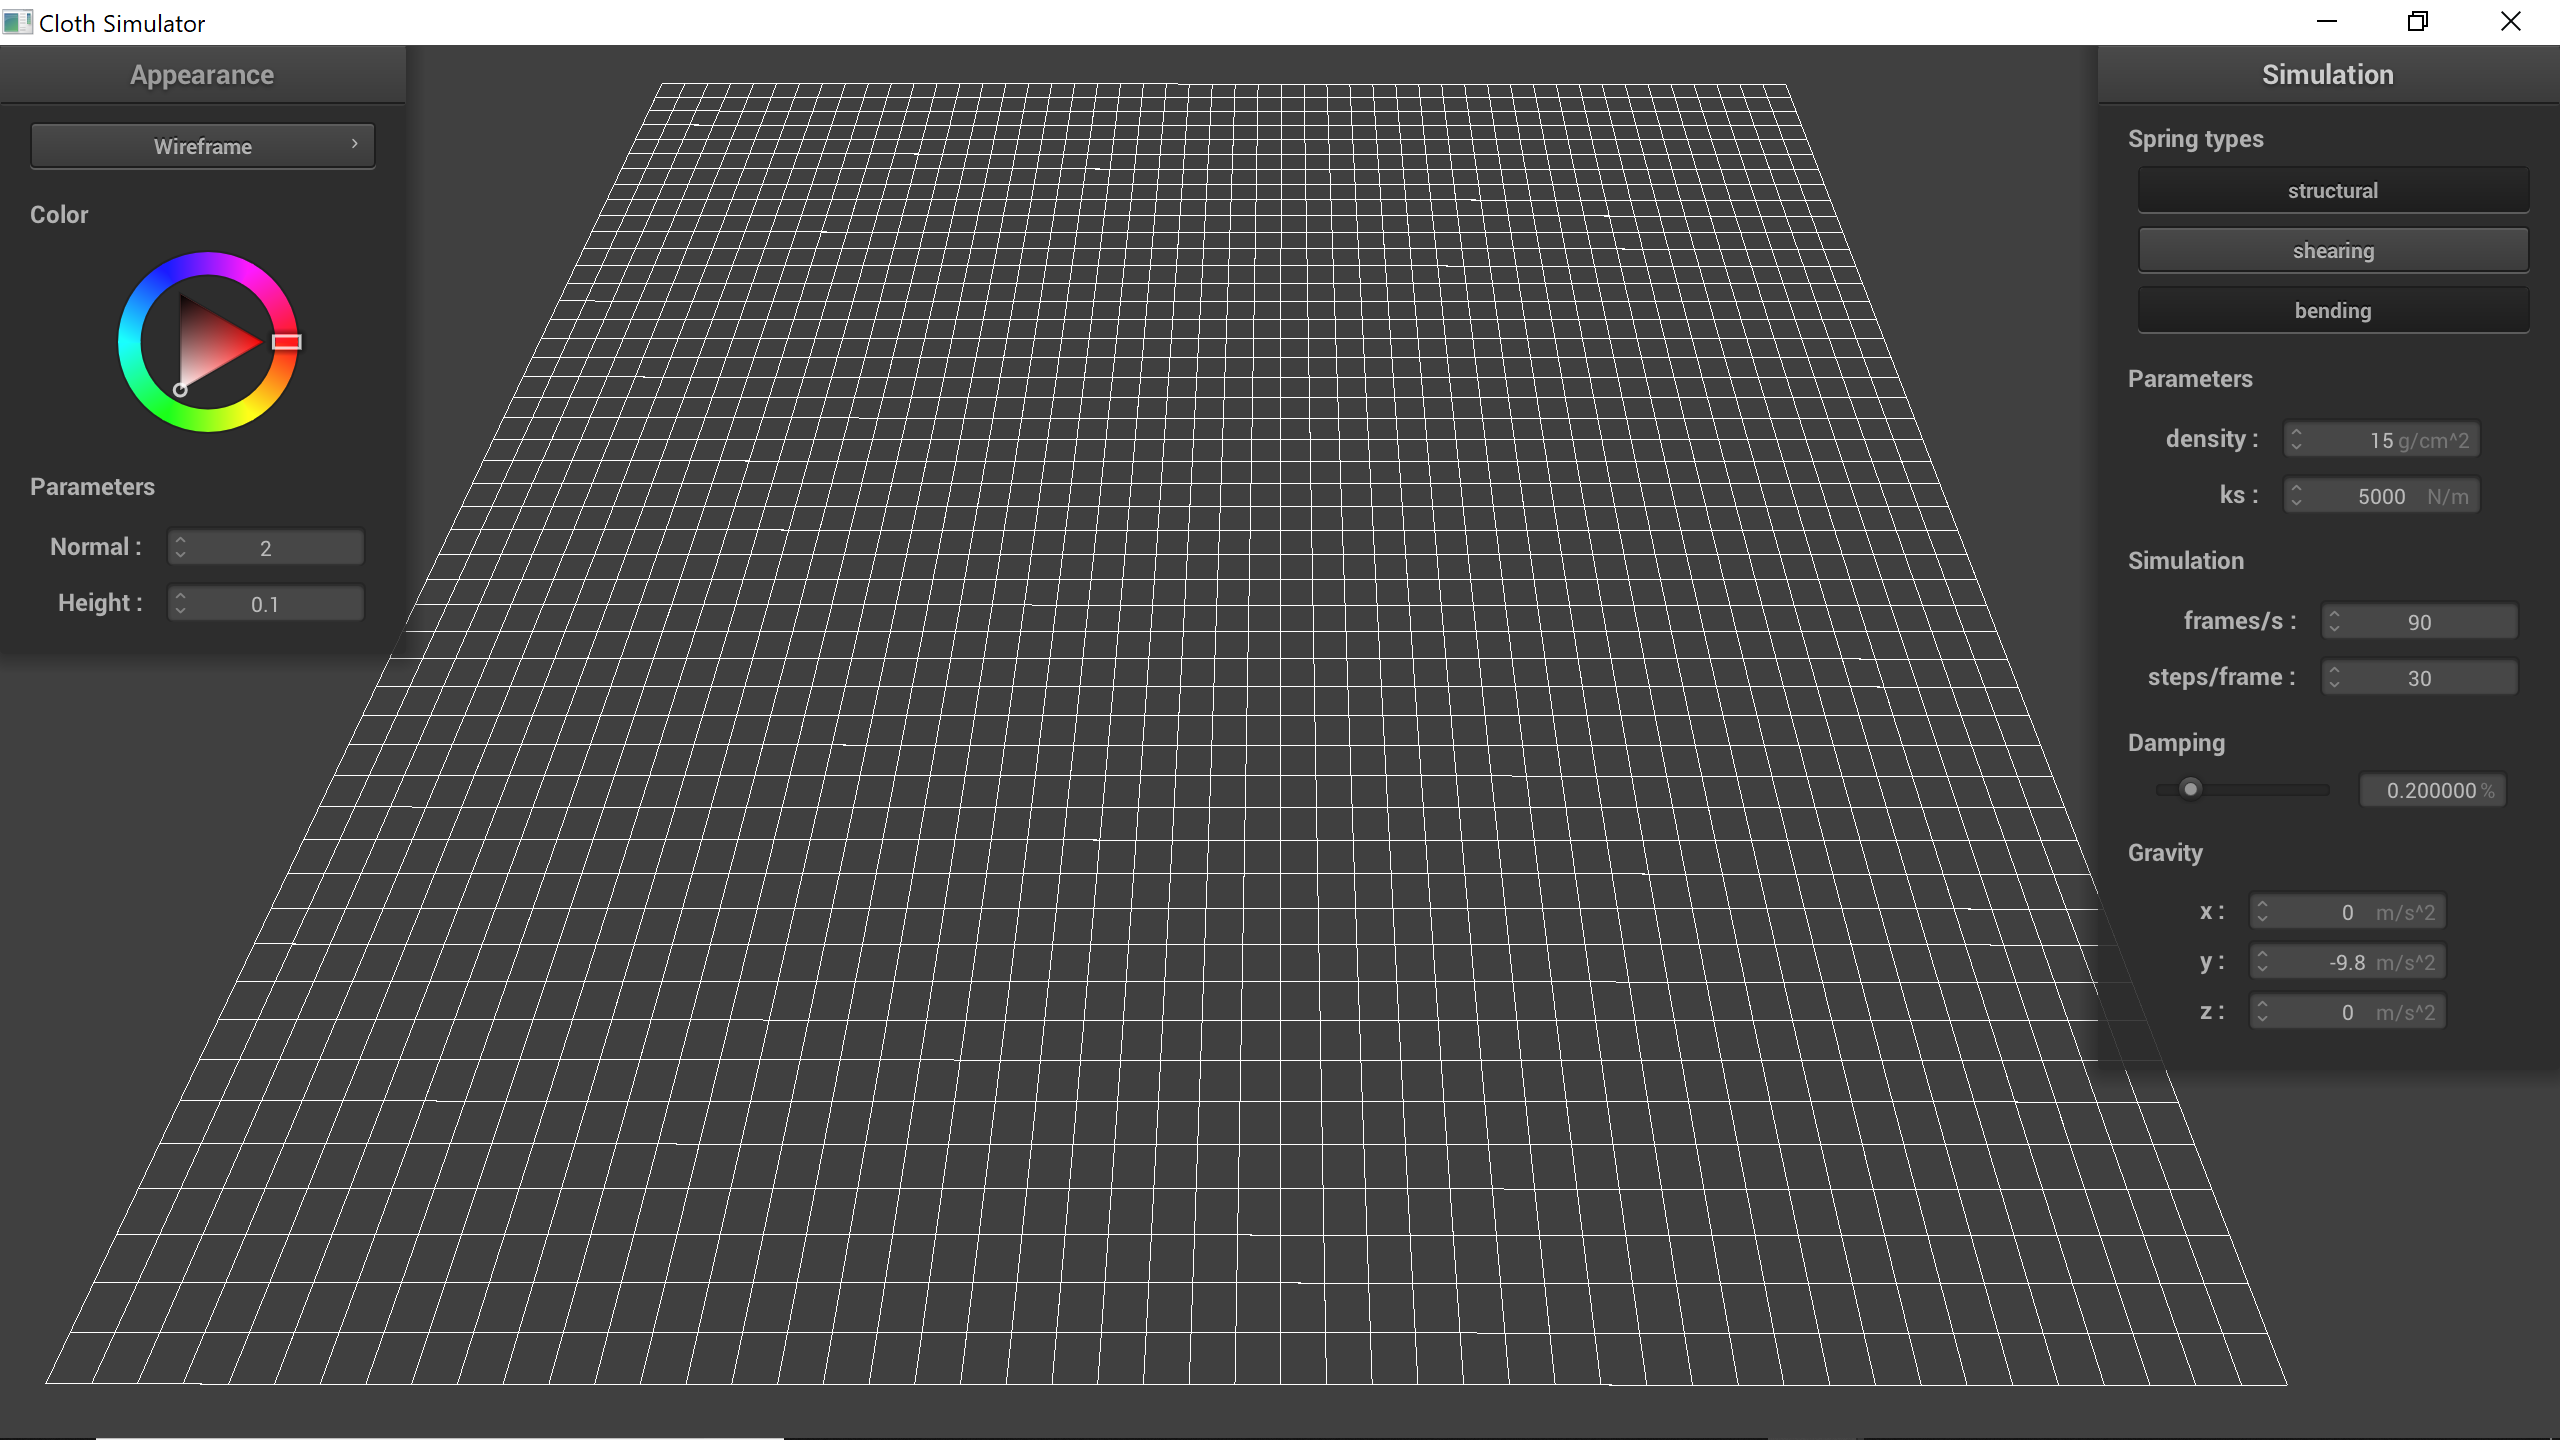 Cloth Simulator
Appearance
Wireframe
Color
Parameters
Normal : 2
Height : 0.1
Simulation
Spring types
structural
shearing
bending
Parameters
density : 15 g/cm^2
ks : 5000 N/m
Simulation
frames/s : 90
steps/frame : 30
Damping
0.200000 %
Gravity
x : 0 m/s^2
y : -9.8 m/s^2
z : 0 m/s^2